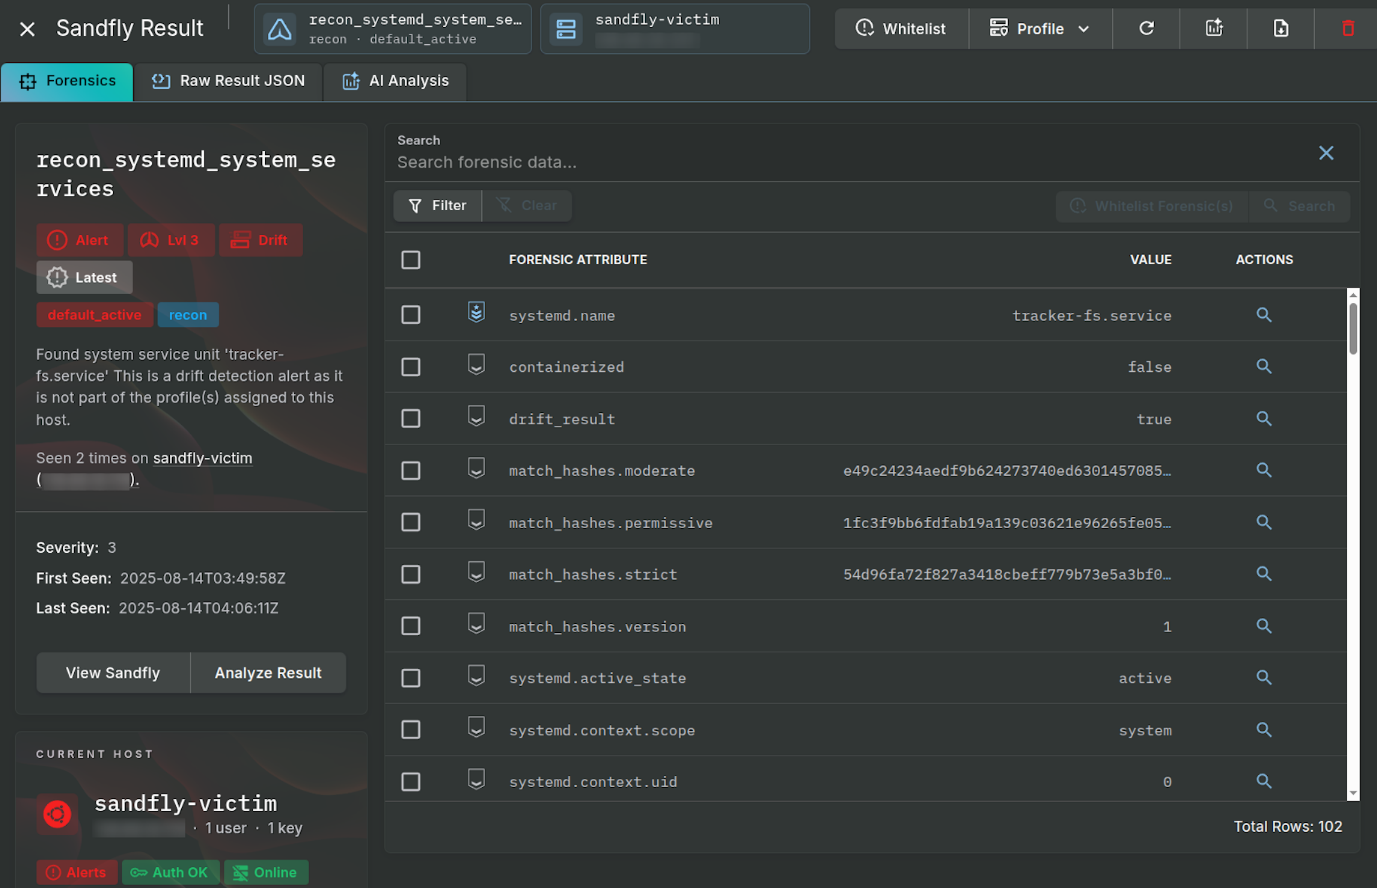 Sandfly Result
recon_systemd_system_se…
recon · default_active
sandfly-victim
Whitelist
Profile
Forensics
Raw Result JSON
AI Analysis
recon_systemd_system_se
rvices
Alert
Lvl 3
Drift
Latest
default_active
recon
Found system service unit 'tracker-
fs.service' This is a drift detection alert as it
is not part of the profile(s) assigned to this
host.
Seen 2 times on sandfly-victim
( ).
Severity: 3
First Seen: 2025-08-14T03:49:58Z
Last Seen: 2025-08-14T04:06:11Z
View Sandfly
Analyze Result
CURRENT HOST
sandfly-victim
· 1 user · 1 key
Alerts
Auth OK
Online
Search
Search forensic data...
Filter
Clear
Whitelist Forensic(s)
Search
FORENSIC ATTRIBUTE VALUE ACTIONS
systemd.name tracker-fs.service
containerized false
drift_result true
match_hashes.moderate e49c24234aedf9b624273740ed6301457085…
match_hashes.permissive 1fc3f9bb6fdfab19a139c03621e96265fe05…
match_hashes.strict 54d96fa72f827a3418cbeff779b73e5a3bf0…
match_hashes.version 1
systemd.active_state active
systemd.context.scope system
systemd.context.uid 0
Total Rows: 102